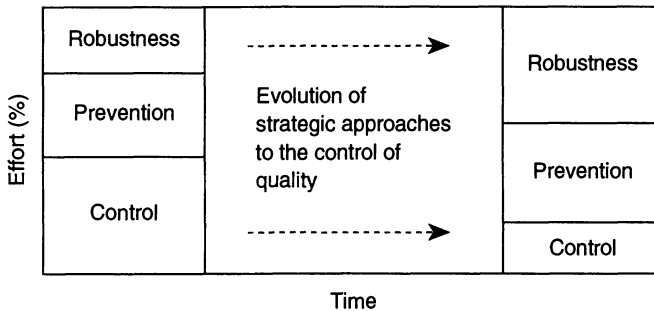 Robustness
Prevention
Control
Effort (%)
Evolution of
strategic approaches
to the control of
quality
Robustness
Prevention
Control
Time